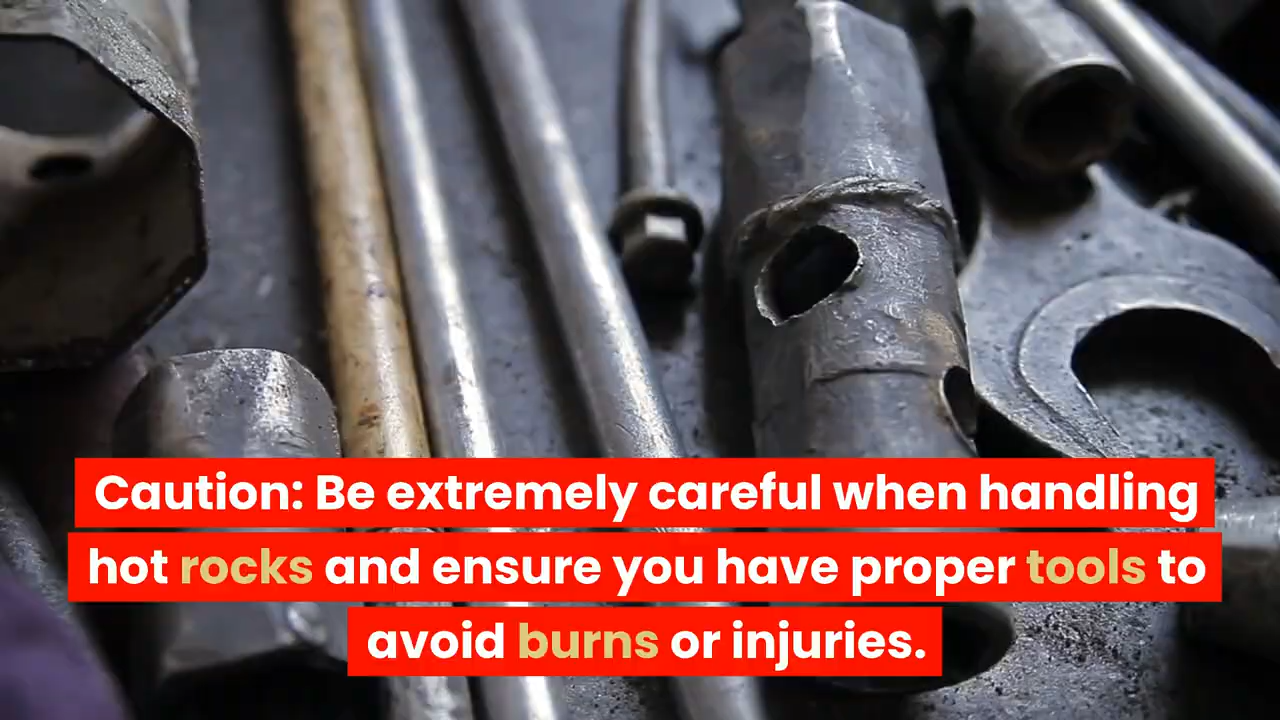 Caution: Be extremely careful when handling
hot rocks and ensure you have proper tools to
avoid burns or injuries.